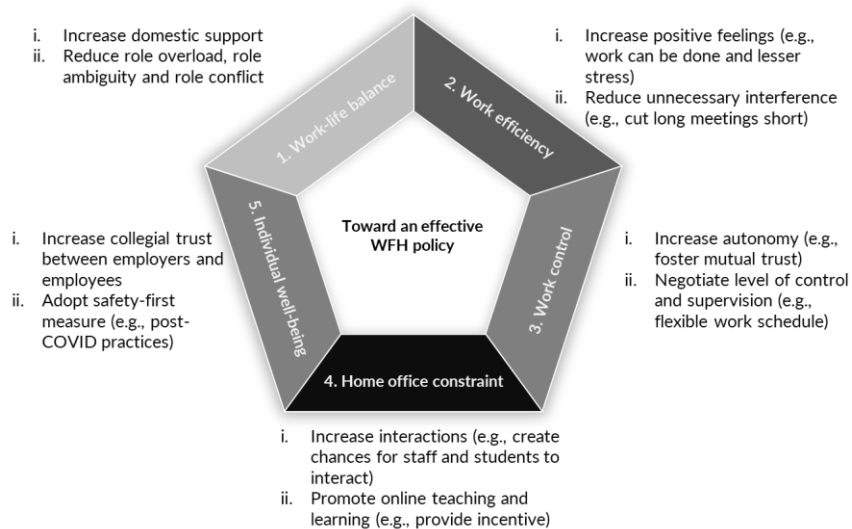 i. Increase domestic support
ii. Reduce role overload, role
ambiguity and role conflict
1. Work-life balance
2. Work efficiency
i. Increase positive feelings (e.g.,
work can be done and lesser
stress)
ii. Reduce unnecessary interference
(e.g., cut long meetings short)
5. Individual well-being
i. Increase collegial trust
between employers and
employees
ii. Adopt safety-first
measure (e.g., post-
COVID practices)
Toward an effective
WFH policy
3. Work control
i. Increase autonomy (e.g.,
foster mutual trust)
ii. Negotiate level of control
and supervision (e.g.,
flexible work schedule)
4. Home office constraint
i. Increase interactions (e.g., create
chances for staff and students to
interact)
ii. Promote online teaching and
learning (e.g., provide incentive)